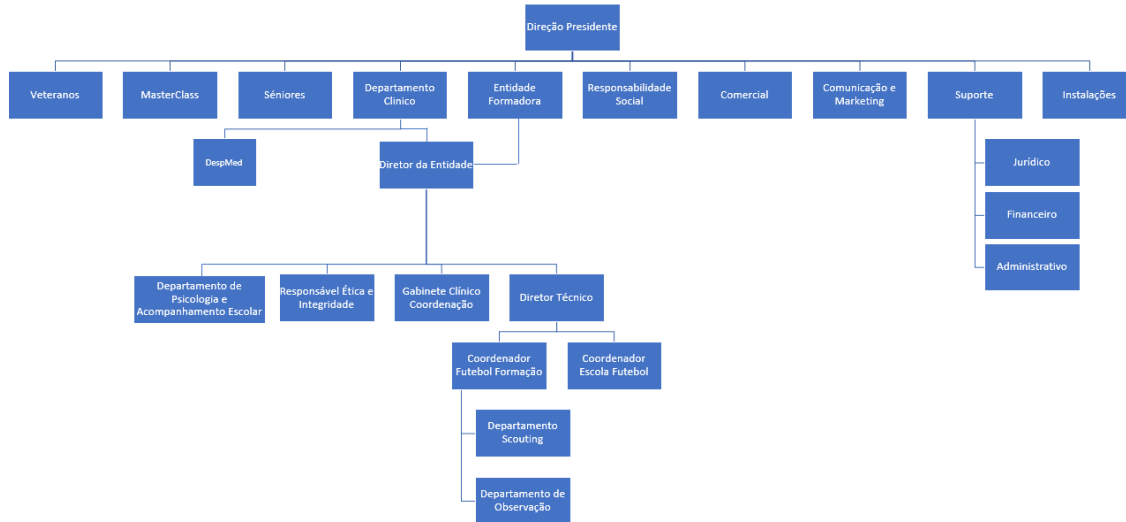 Direção Presidente
Veteranos
MasterClass
Séniores
Departamento
Clinico
Entidade
Formadora
Responsabilidade
Social
Comercial
Comunicação e
Marketing
Suporte
Instalações
DespMed
Diretor da Entidade
Jurídico
Financeiro
Administrativo
Departamento de
Psicologia e
Acompanhamento Escolar
Responsável Ética e
Integridade
Gabinete Clínico
Coordenação
Diretor Técnico
Coordenador
Futebol Formação
Coordenador
Escola Futebol
Departamento
Scouting
Departamento de
Observação